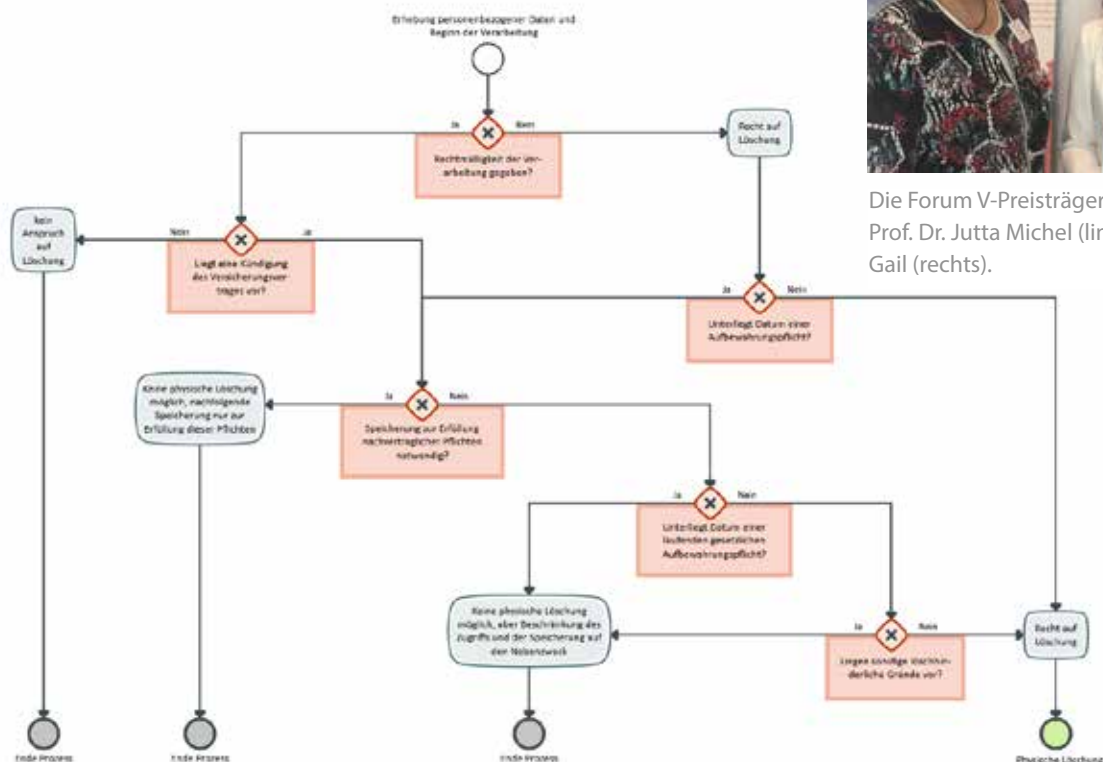 Erhebung personenbezogener Daten und
Beginn der Verarbeitung
Ja
Nein
Rechtmäßigkeit der Ver-
arbeitung gegeben?
Recht auf
Löschung
Die Forum V-Preisträger
Prof. Dr. Jutta Michel (lin
Gail (rechts).
kein
Anspruch
auf
Löschung
Nein
Ja
Liegt eine Kündigung
des Versicherungsver-
trages vor?
Ja
Nein
Unterliegt Datum einer
Aufbewahrungspflicht?
Keine physische Löschung
möglich, nachfolgende
Speicherung nur zur
Erfüllung dieser Pflichten
Ja
Nein
Speicherung zur Erfüllung
nachvertraglicher Pflichten
notwendig?
Ja
Nein
Unterliegt Datum einer
laufenden gesetzlichen
Aufbewahrungspflicht?
Keine physische Löschung
möglich, aber Beschränkung des
Zugriffs und der Speicherung auf
den Nebenzweck
Ja
Nein
Liegen sonstige löschhin-
derliche Gründe vor?
Recht auf
Löschung
Ende Prozess
Ende Prozess
Ende Prozess
Physische Löschung